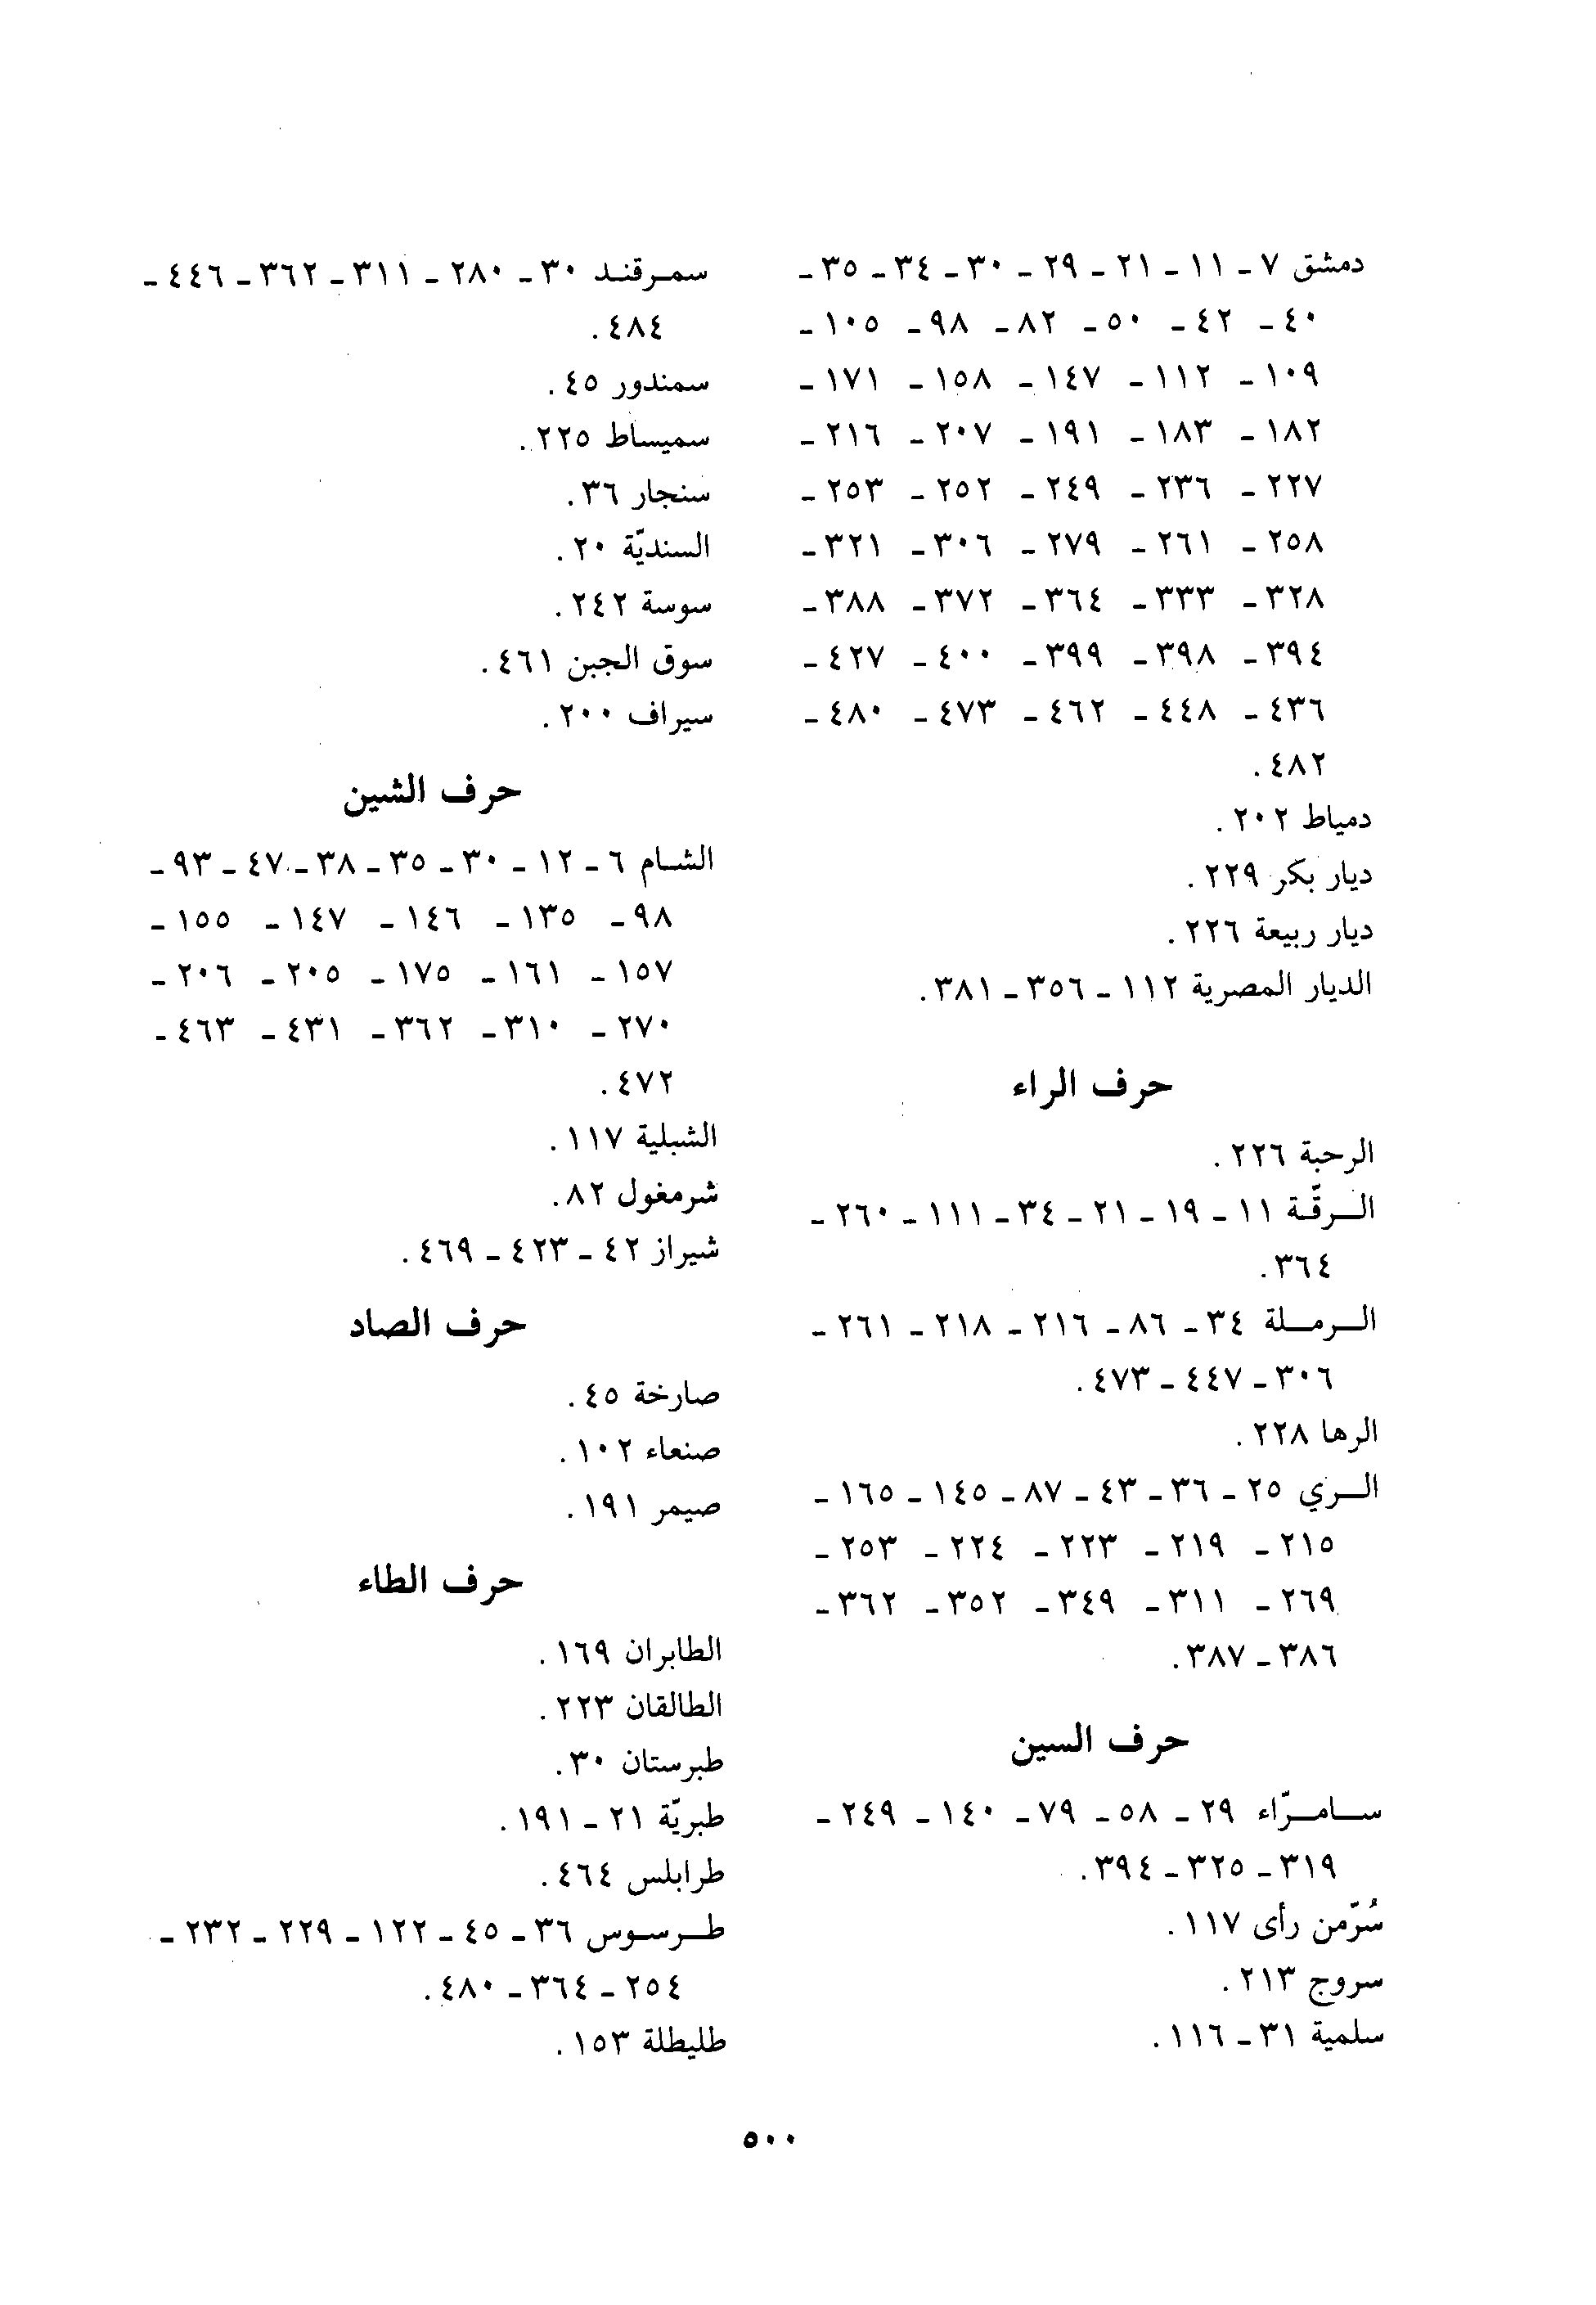 دمشق ٧ ـ ١١ ـ ٢١ ـ ٢٩ ـ ٣٠ ـ ٣٤ ـ ٣٥ ـ
٤٠ ـ ٤٢ ـ ٥٠ ـ ٨٢ ـ ٩٨ ـ ١٠٥ ـ
١٠٩ ـ ١١٢ ـ ١٤٧ ـ ١٥٨ ـ ١٧١ ـ
١٨٢ ـ ١٨٣ ـ ١٩١ ـ ٢٠٧ ـ ٢١٦ ـ
٢٢٧ ـ ٢٣٦ ـ ٢٤٩ ـ ٢٥٢ ـ ٢٥٣ ـ
٢٥٨ ـ ٢٦١ ـ ٢٧٩ ـ ٣٠٦ ـ ٣٢١ ـ
٣٢٨ ـ ٣٣٣ ـ ٣٦٤ ـ ٣٧٢ ـ ٣٨٨ ـ
٣٩٤ ـ ٣٩٨ ـ ٣٩٩ ـ ٤٠٠ ـ ٤٢٧ ـ
٤٣٦ ـ ٤٤٨ ـ ٤٦٢ ـ ٤٧٣ ـ ٤٨٠ ـ
٤٨٢.
دمياط ٢٠٢.
ديار بكر ٢٢٩.
ديار ربيعة ٢٢٦.
الديار المصرية ١١٢ ـ ٣٥٦ ـ ٣٨١.
حرف الراء
الرحبة ٢٢٦.
الـرقّـة ١١ ـ ١٩ ـ ٢١ ـ ٣٤ ـ ١١١ ـ ٢٦٠ ـ
٣٦٤.
الـرمـلة ٣٤ ـ ٨٦ ـ ٢١٦ ـ ٢١٨ ـ ٢٦١ ـ
٣٠٦ ـ ٤٤٧ ـ ٤٧٣.
الرها ٢٢٨.
الـري ٢٥ ـ ٣٦ ـ ٤٣ ـ ٨٧ ـ ١٤٥ ـ ١٦٥ ـ
٢١٥ ـ ٢١٩ ـ ٢٢٣ ـ ٢٢٤ ـ ٢٥٣ ـ
٢٦٩ ـ ٣١١ ـ ٣٤٩ ـ ٣٥٢ ـ ٣٦٢ ـ
٣٨٦ ـ ٣٨٧.
حرف السين
سـامـرّاء ٢٩ ـ ٥٨ ـ ٧٩ ـ ١٤٠ ـ ٢٤٩ ـ
٣١٩ ـ ٣٢٥ ـ ٣٩٤.
سُرّمن رأى ١١٧.
سروج ٢١٣.
سلمية ٣١ ـ ١١٦.
سمـرقنـد ٣٠ ـ ٢٨٠ ـ ٣١١ ـ ٣٦٢ ـ ٤٤٦ ـ
٤٨٤.
سمندور ٤٥.
سميساط ٢٢٥.
سنجار ٣٦.
السنديّة ٢٠.
سوسة ٢٤٢.
سوق الجبن ٤٦١.
سيراف ٢٠٠.
حرف الشين
الشـام ٦ ـ ١٢ ـ ٣٠ ـ ٣٥ ـ ٣٨ ـ ٤٧ ـ ٩٣ ـ
٩٨ ـ ١٣٥ ـ ١٤٦ ـ ١٤٧ ـ ١٥٥ ـ
١٥٧ ـ ١٦١ ـ ١٧٥ ـ ٢٠٥ ـ ٢٠٦ ـ
٢٧٠ ـ ٣١٠ ـ ٣٦٢ ـ ٤٣١ ـ ٤٦٣ ـ
٤٧٢.
الشبلية ١١٧.
شرمغول ٨٢.
شيراز ٤٢ ـ ٤٢٣ ـ ٤٦٩.
حرف الصاد
صارخة ٤٥.
صنعاء ١٠٢.
صيمر ١٩١.
حرف الطاء
الطابران ١٦٩.
الطالقان ٢٢٣.
طبرستان ٣٠.
طبريّة ٢١ ـ ١٩١.
طرابلس ٤٦٤.
طـرسـوس ٣٦ ـ ٤٥ ـ ١٢٢ ـ ٢٢٩ ـ ٢٣٢ ـ
٢٥٤ ـ ٣٦٤ ـ ٤٨٠.
طليطلة ١٥٣.
٥٠٠